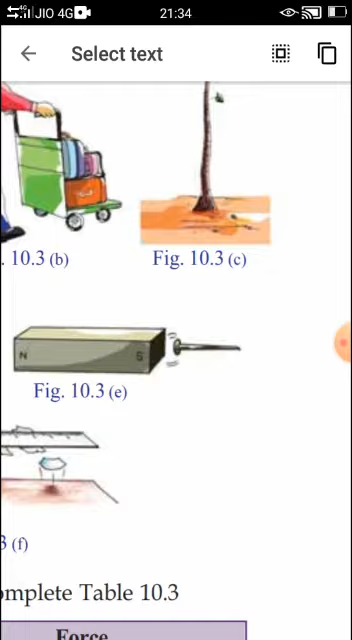 JIO 4G 21:34
Select text
. 10.3 (b) Fig. 10.3 (c)
N S
Fig. 10.3 (e)
3 (f)
omplete Table 10.3
Force